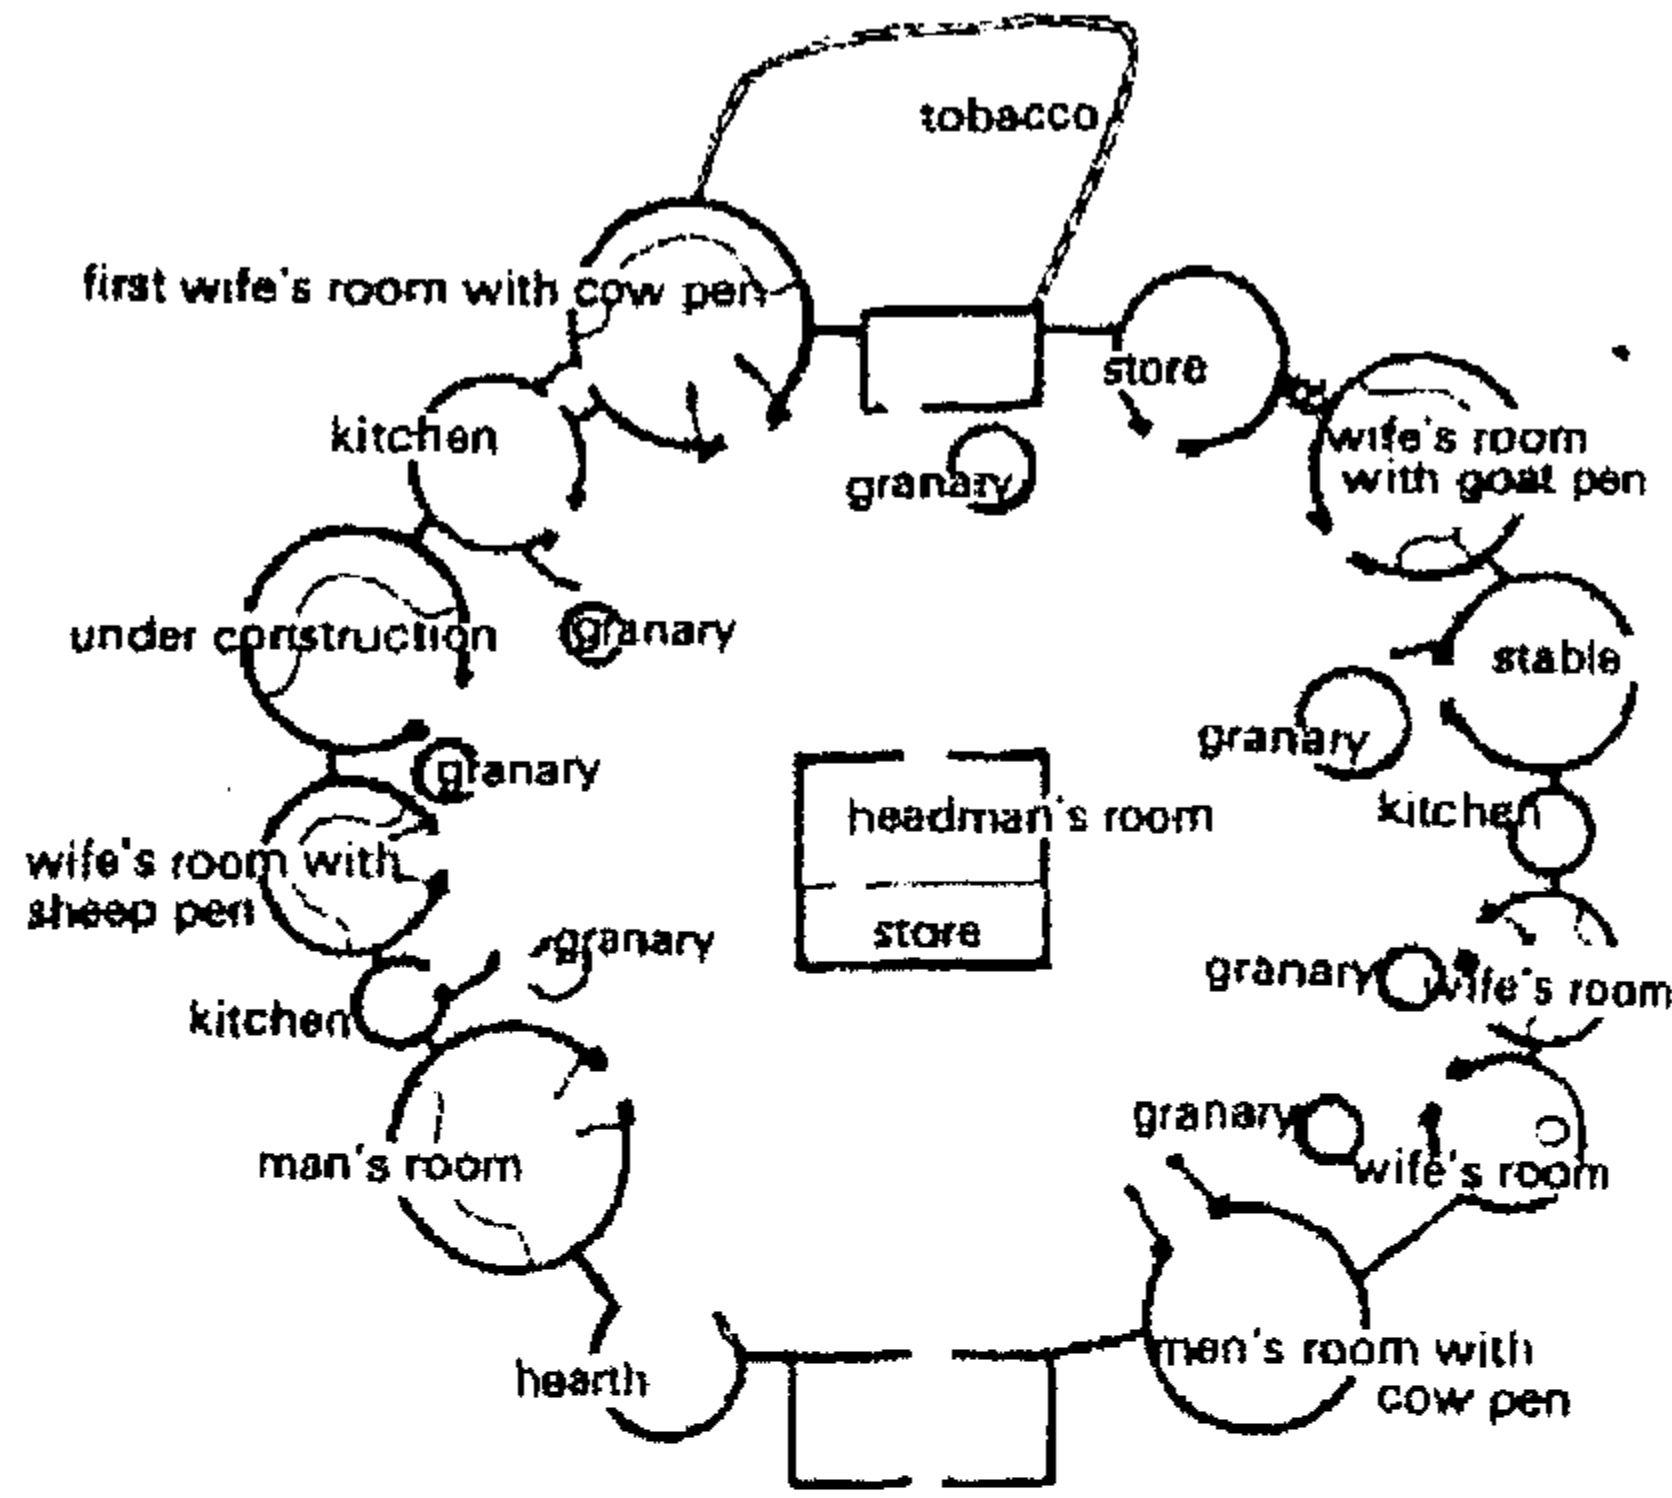 tobacco
first wife's room with cow pen
store
kitchen
wife's room
with goat pen
granary
under construction
granary
stable
granary
granary
kitchen
headman's room
wife's room with
sheep pen
store
granary
granary
wife's room
kitchen
granary
wife's room
man's room
men's room with
cow pen
hearth